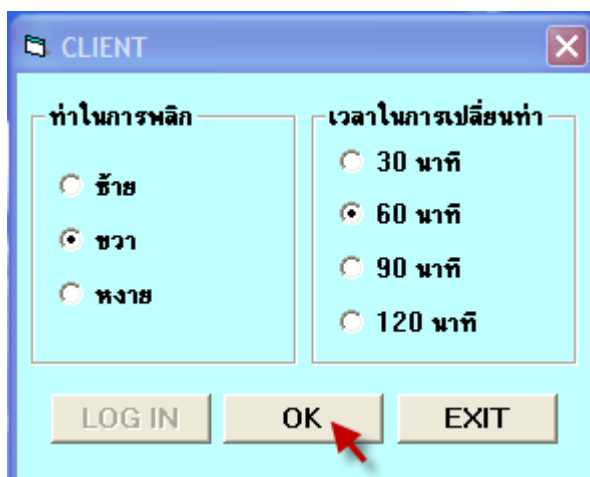 CLIENT
ท่าในการพลิก
ซ้าย
ขวา
หงาย
เวลาในการเปลี่ยนท่า
30 นาที
60 นาที
90 นาที
120 นาที
LOG IN OK EXIT